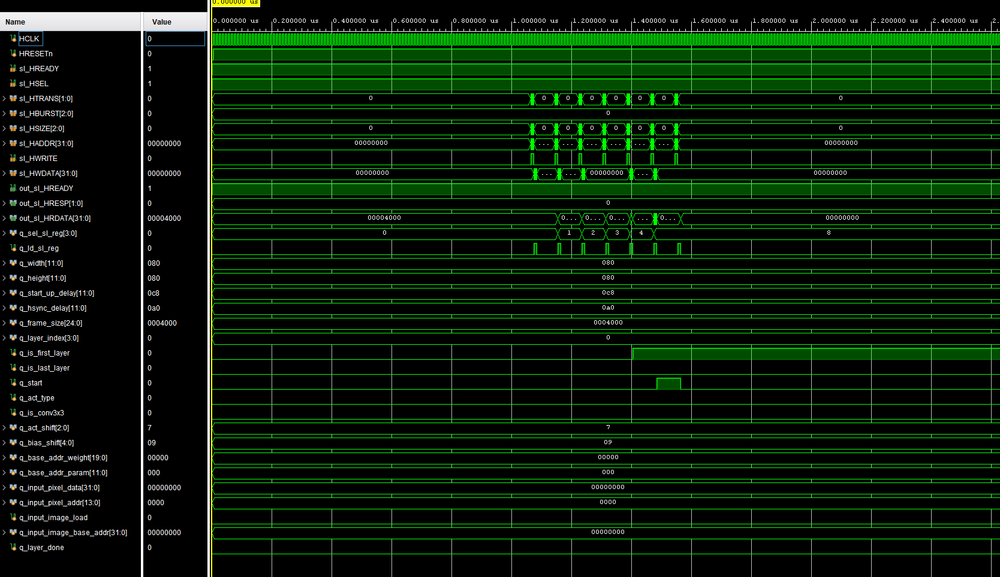 0.000000 us
Name Value
0.000000 us 0.200000 us 0.400000 us 0.600000 us 0.800000 us 1.000000 us 1.200000 us 1.400000 us 1.600000 us 1.800000 us 2.000000 us 2.200000 us 2.400000 us 2.
HCLK 0
HRESETn 0
sl_HREADY 1
sl_HSEL 1
sl_HTRANS[1:0] 0 0 0 0 0 0 0 0 0
sl_HBURST[2:0] 0 0
sl_HSIZE[2:0] 0 0 0 0 0 0 0 0 0
sl_HADDR[31:0] 00000000 00000000 ... ... ... ... ... ... 00000000
sl_HWRITE 0
sl_HWDATA[31:0] 00000000 00000000 ... ... 00000000 ... 00000000
out_sl_HREADY 1
out_sl_HRESP[1:0] 0 0
out_sl_HRDATA[31:0] 00004000 00004000 0... 0... 0... ... 0... 00000000
q_sel_sl_reg[3:0] 0 0 1 2 3 4 8
q_ld_sl_reg 0
q_width[11:0] 080 080
q_height[11:0] 080 080
q_start_up_delay[11:0] 0c8 0c8
q_hsync_delay[11:0] 0a0 0a0
q_frame_size[24:0] 0004000 0004000
q_layer_index[3:0] 0 0
q_is_first_layer 0
q_is_last_layer 0
q_start 0
q_act_type 0
q_is_conv3x3 0
q_act_shift[2:0] 7 7
q_bias_shift[4:0] 09 09
q_base_addr_weight[19:0] 00000 00000
q_base_addr_param[11:0] 000 000
q_input_pixel_data[31:0] 00000000 00000000
q_input_pixel_addr[13:0] 0000 0000
q_input_image_load 0
q_input_image_base_addr[31:0] 00000000 00000000
q_layer_done 0